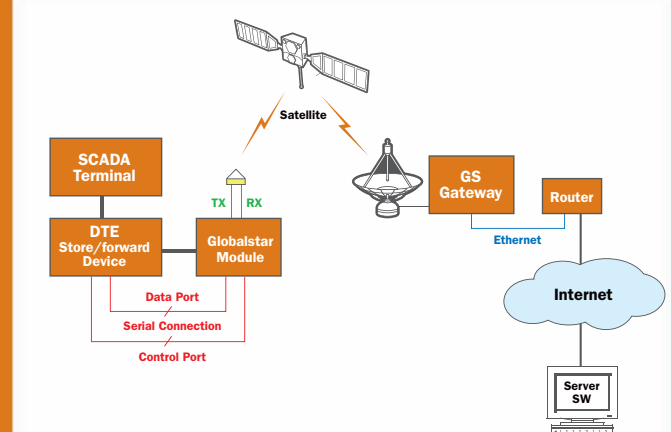 Satellite
SCADA
Terminal
TX
RX
GS
Gateway
Router
DTE
Store/forward
Device
Globalstar
Module
Ethernet
Data Port
Serial Connection
Control Port
Internet
Server
SW